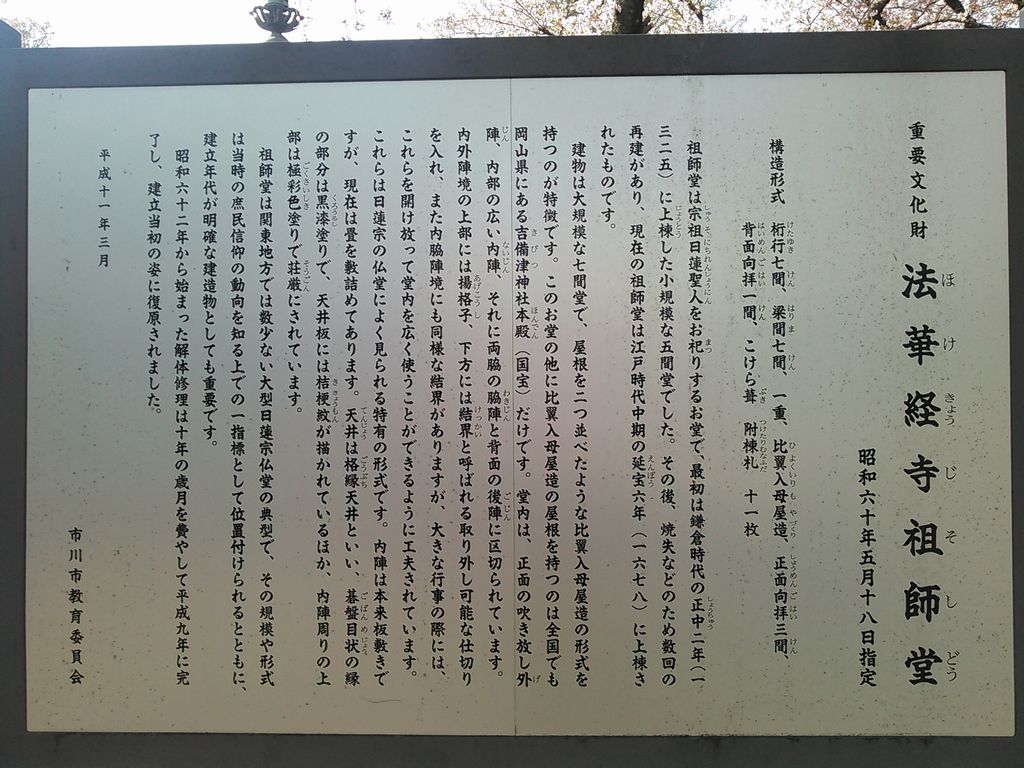 重要文化財
法華経寺祖師堂
昭和六十年五月十八日指定
構造形式 桁行七間、梁間七間 一重、比翼入母屋造、正面向拝三間、
背面向拝一間、こけら葺 附棟札 十一枚
祖師堂は宗祖日蓮聖人をお祀りするお堂で、最初は鎌倉時代の正中二年(一
三二五)に上棟した小規模な五間堂でした。その後、焼失などのため数回の
再建があり、現在の祖師堂は江戸時代中期の延宝六年(一六七八)に上棟さ
れたものです。
建物は大規模な七間堂で、屋根を二つ並べたような比翼入母屋造の形式を
持つのが特徴です。このお堂の他に比翼入母屋造の屋根を持つのは全国でも
岡山県にある吉備津神社本殿(国宝)だけです。堂内は、正面の吹き放し外
陣、内部の広い内陣、それに両脇の脇陣と背面の後陣に区切られています。
内外陣境の上部には揚格子、下方には結界と呼ばれる取り外し可能な仕切り
を入れ、また内脇陣境にも同様な結界がありますが、大きな行事の際には、
これらを開け放って堂内を広く使うことができるように工夫されています。
これらは日蓮宗の仏堂によく見られる特有の形式です。内陣は本来板敷きで
すが、現在は畳を敷詰めてあります。天井は格縁天井といい、碁盤目状の縁
の部分は黒漆塗りで、天井板には桔梗紋が描かれているほか、内陣周りの上
部は極彩色塗りで荘厳にされています。
祖師堂は関東地方では数少ない大型日蓮宗仏堂の典型で、その規模や形式
は当時の庶民信仰の動向を知る上での一指標として位置付けられるとともに、
建立年代が明確な建造物としても重要です。
昭和六十二年から始まった解体修理は十年の歳月を費やして平成九年に完
了し、建立当初の姿に復原されました。
平成十一年三月
市川市教育委員会